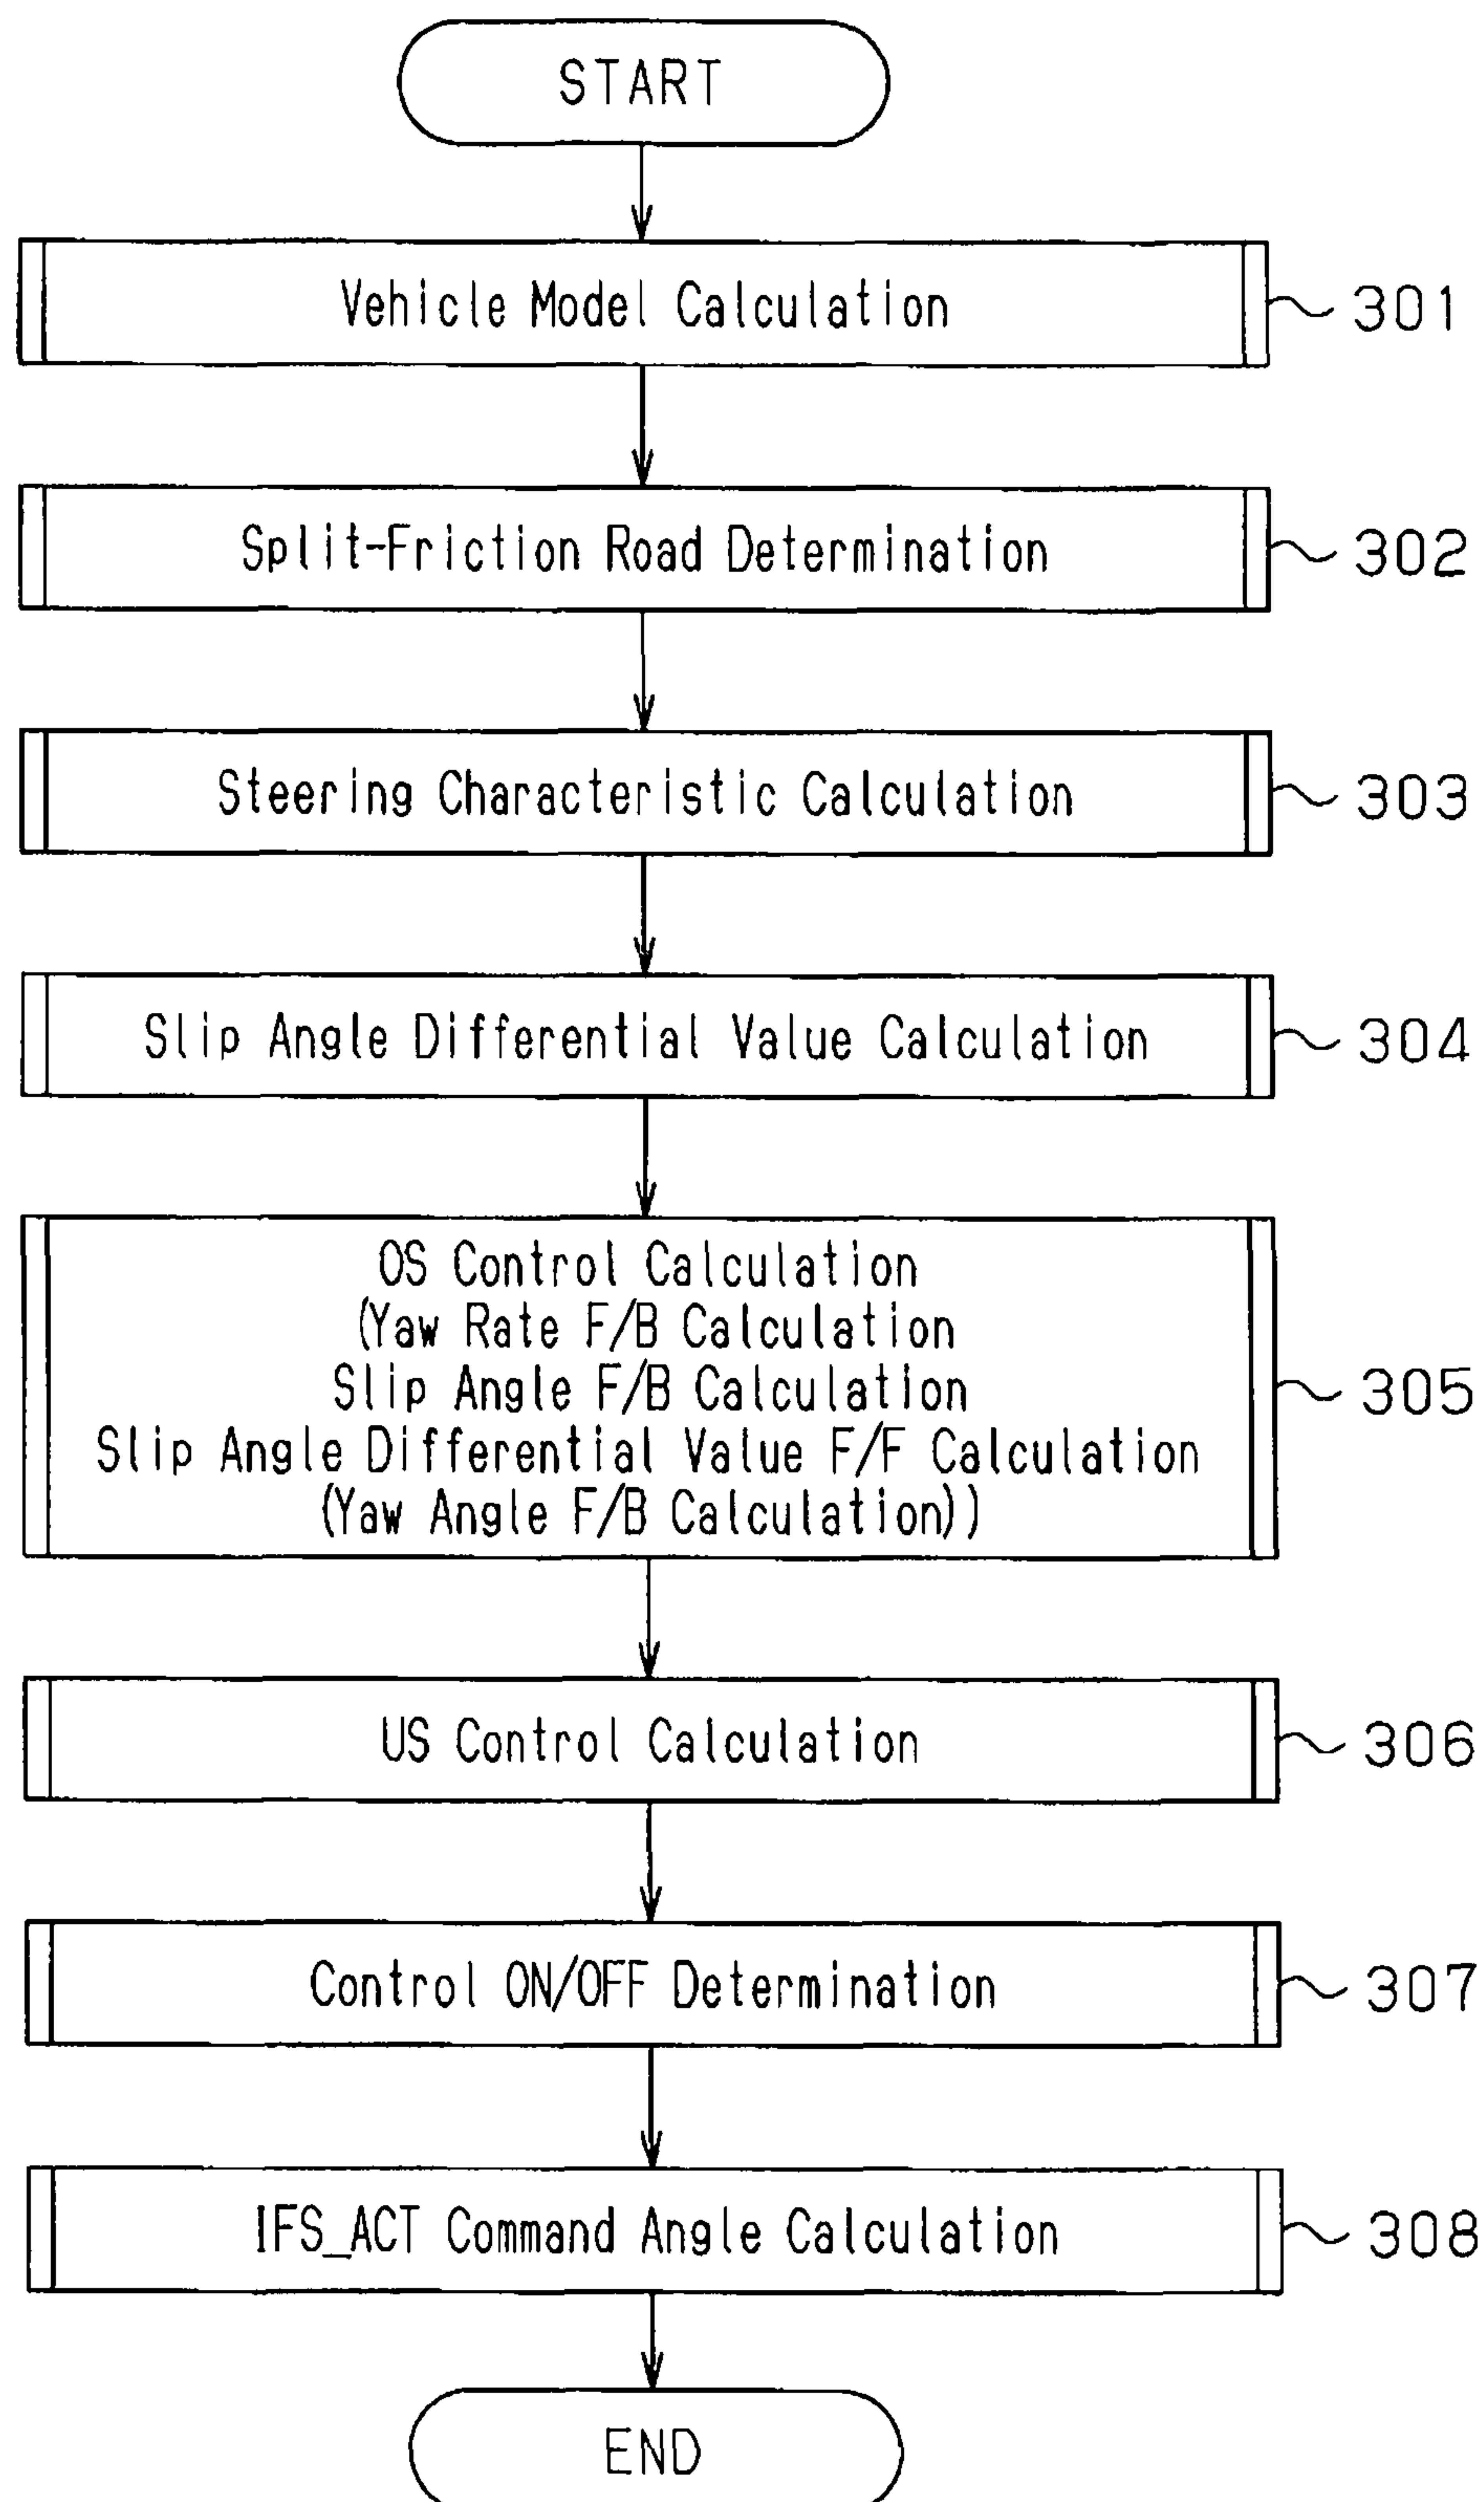 START
Vehicle Model Calculation
301
Split-Friction Road Determination
302
Steering Characteristic Calculation
303
Slip Angle Differential Value Calculation
304
OS Control Calculation
(Yaw Rate F/B Calculation
Slip Angle F/B Calculation
Slip Angle Differential Value F/F Calculation
(Yaw Angle F/B Calculation))
305
US Control Calculation
306
Control ON/OFF Determination
307
IFS_ACT Command Angle Calculation
308
END